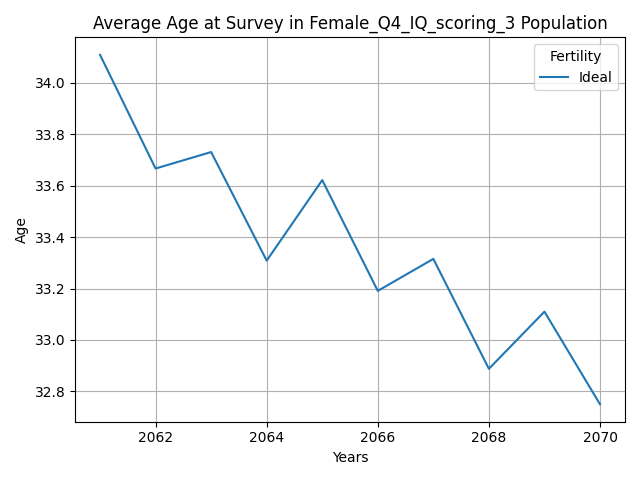 Average Age at Survey in Female_Q4_IQ_scoring_3 Population
Fertility
Ideal
34.0
33.8
33.6
33.4
33.2
33.0
32.8
Age
2062
2064
2066
2068
2070
Years